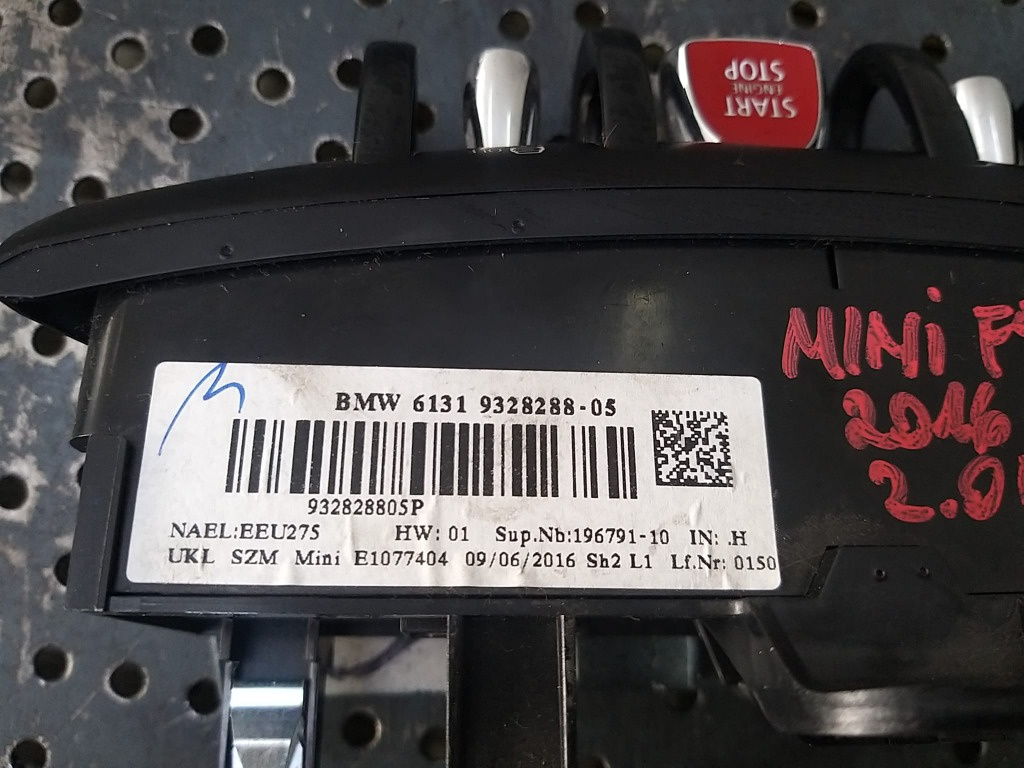 START
ENGINE
STOP
MINI
2016
2.0
BMW 6131 9328288-05
932828805P
NAEL:EEU275 HW: 01 Sup.Nb:196791-10 IN: .H
UKL SZM Mini E1077404 09/06/2016 Sh2 L1 Lf.Nr: 0150